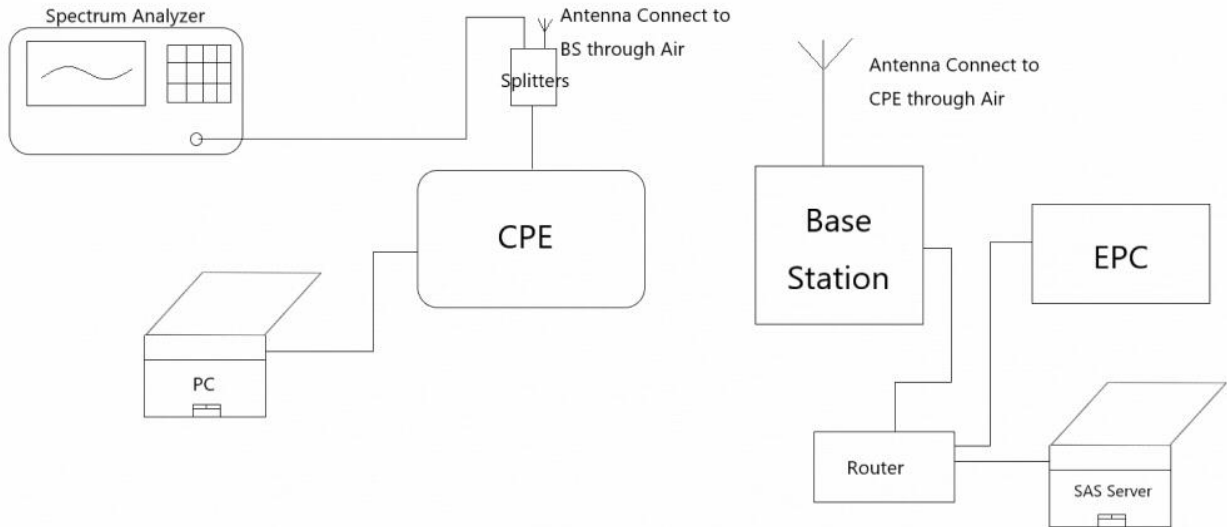 Spectrum Analyzer
Antenna Connect to
BS through Air
Splitters
CPE
PC
Antenna Connect to
CPE through Air
Base
Station
EPC
Router
SAS Server